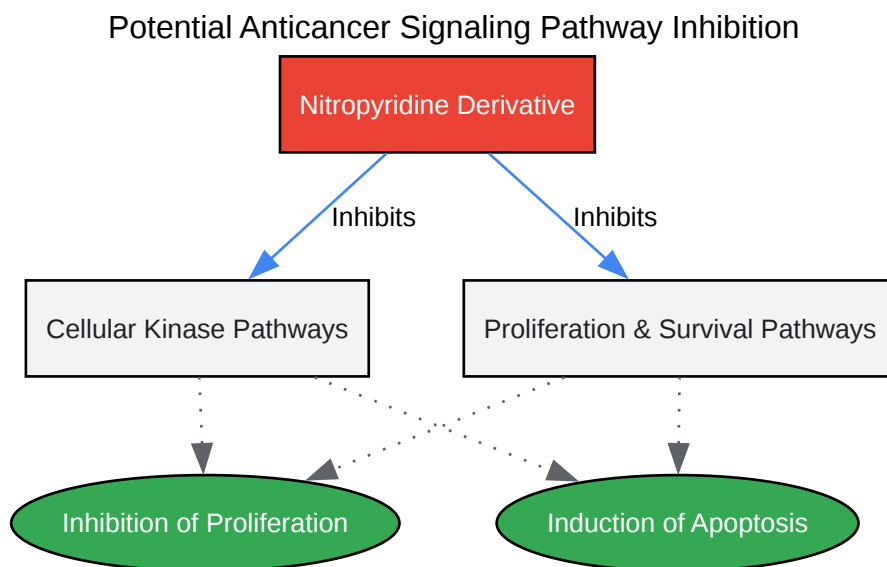 Potential Anticancer Signaling Pathway Inhibition
Nitropyridine Derivative
Inhibits
Inhibits
Cellular Kinase Pathways
Proliferation & Survival Pathways
Inhibition of Proliferation
Induction of Apoptosis